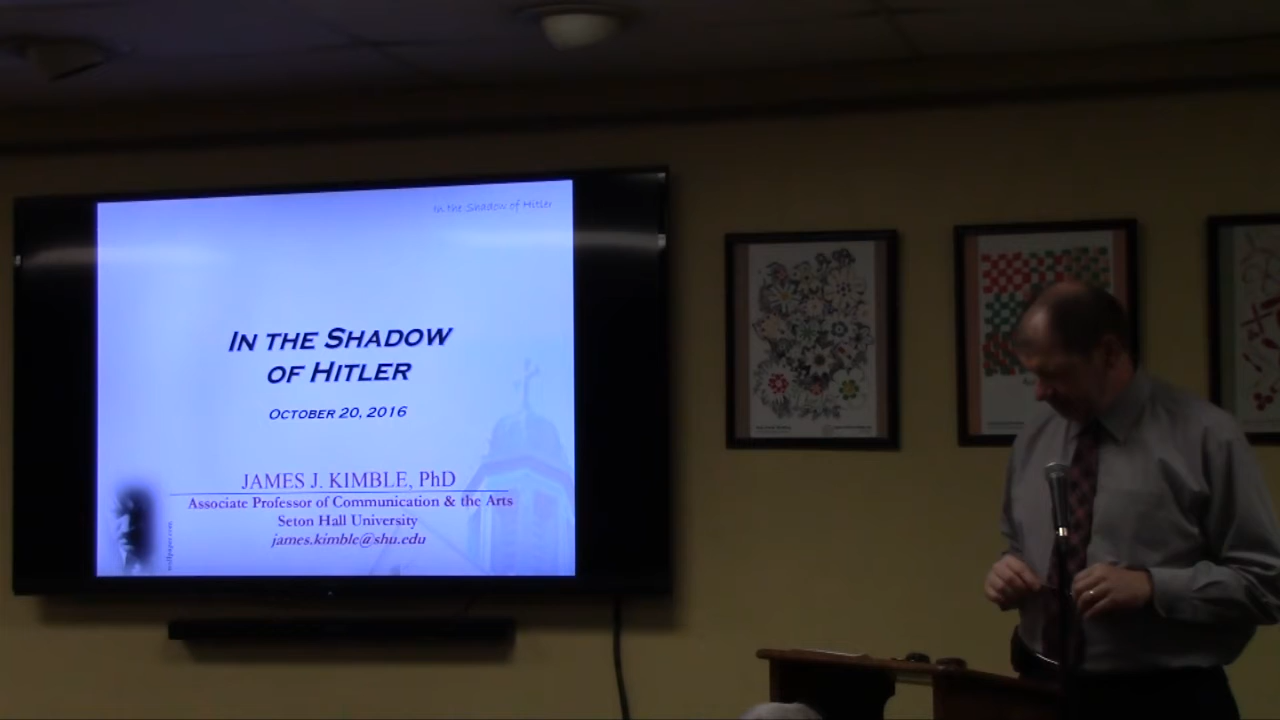 In the Shadow of Hitler
IN THE SHADOW
OF HITLER
OCTOBER 20, 2016
JAMES J. KIMBLE, PhD
Associate Professor of Communication & the Arts
Seton Hall University
james.kimble@shu.edu